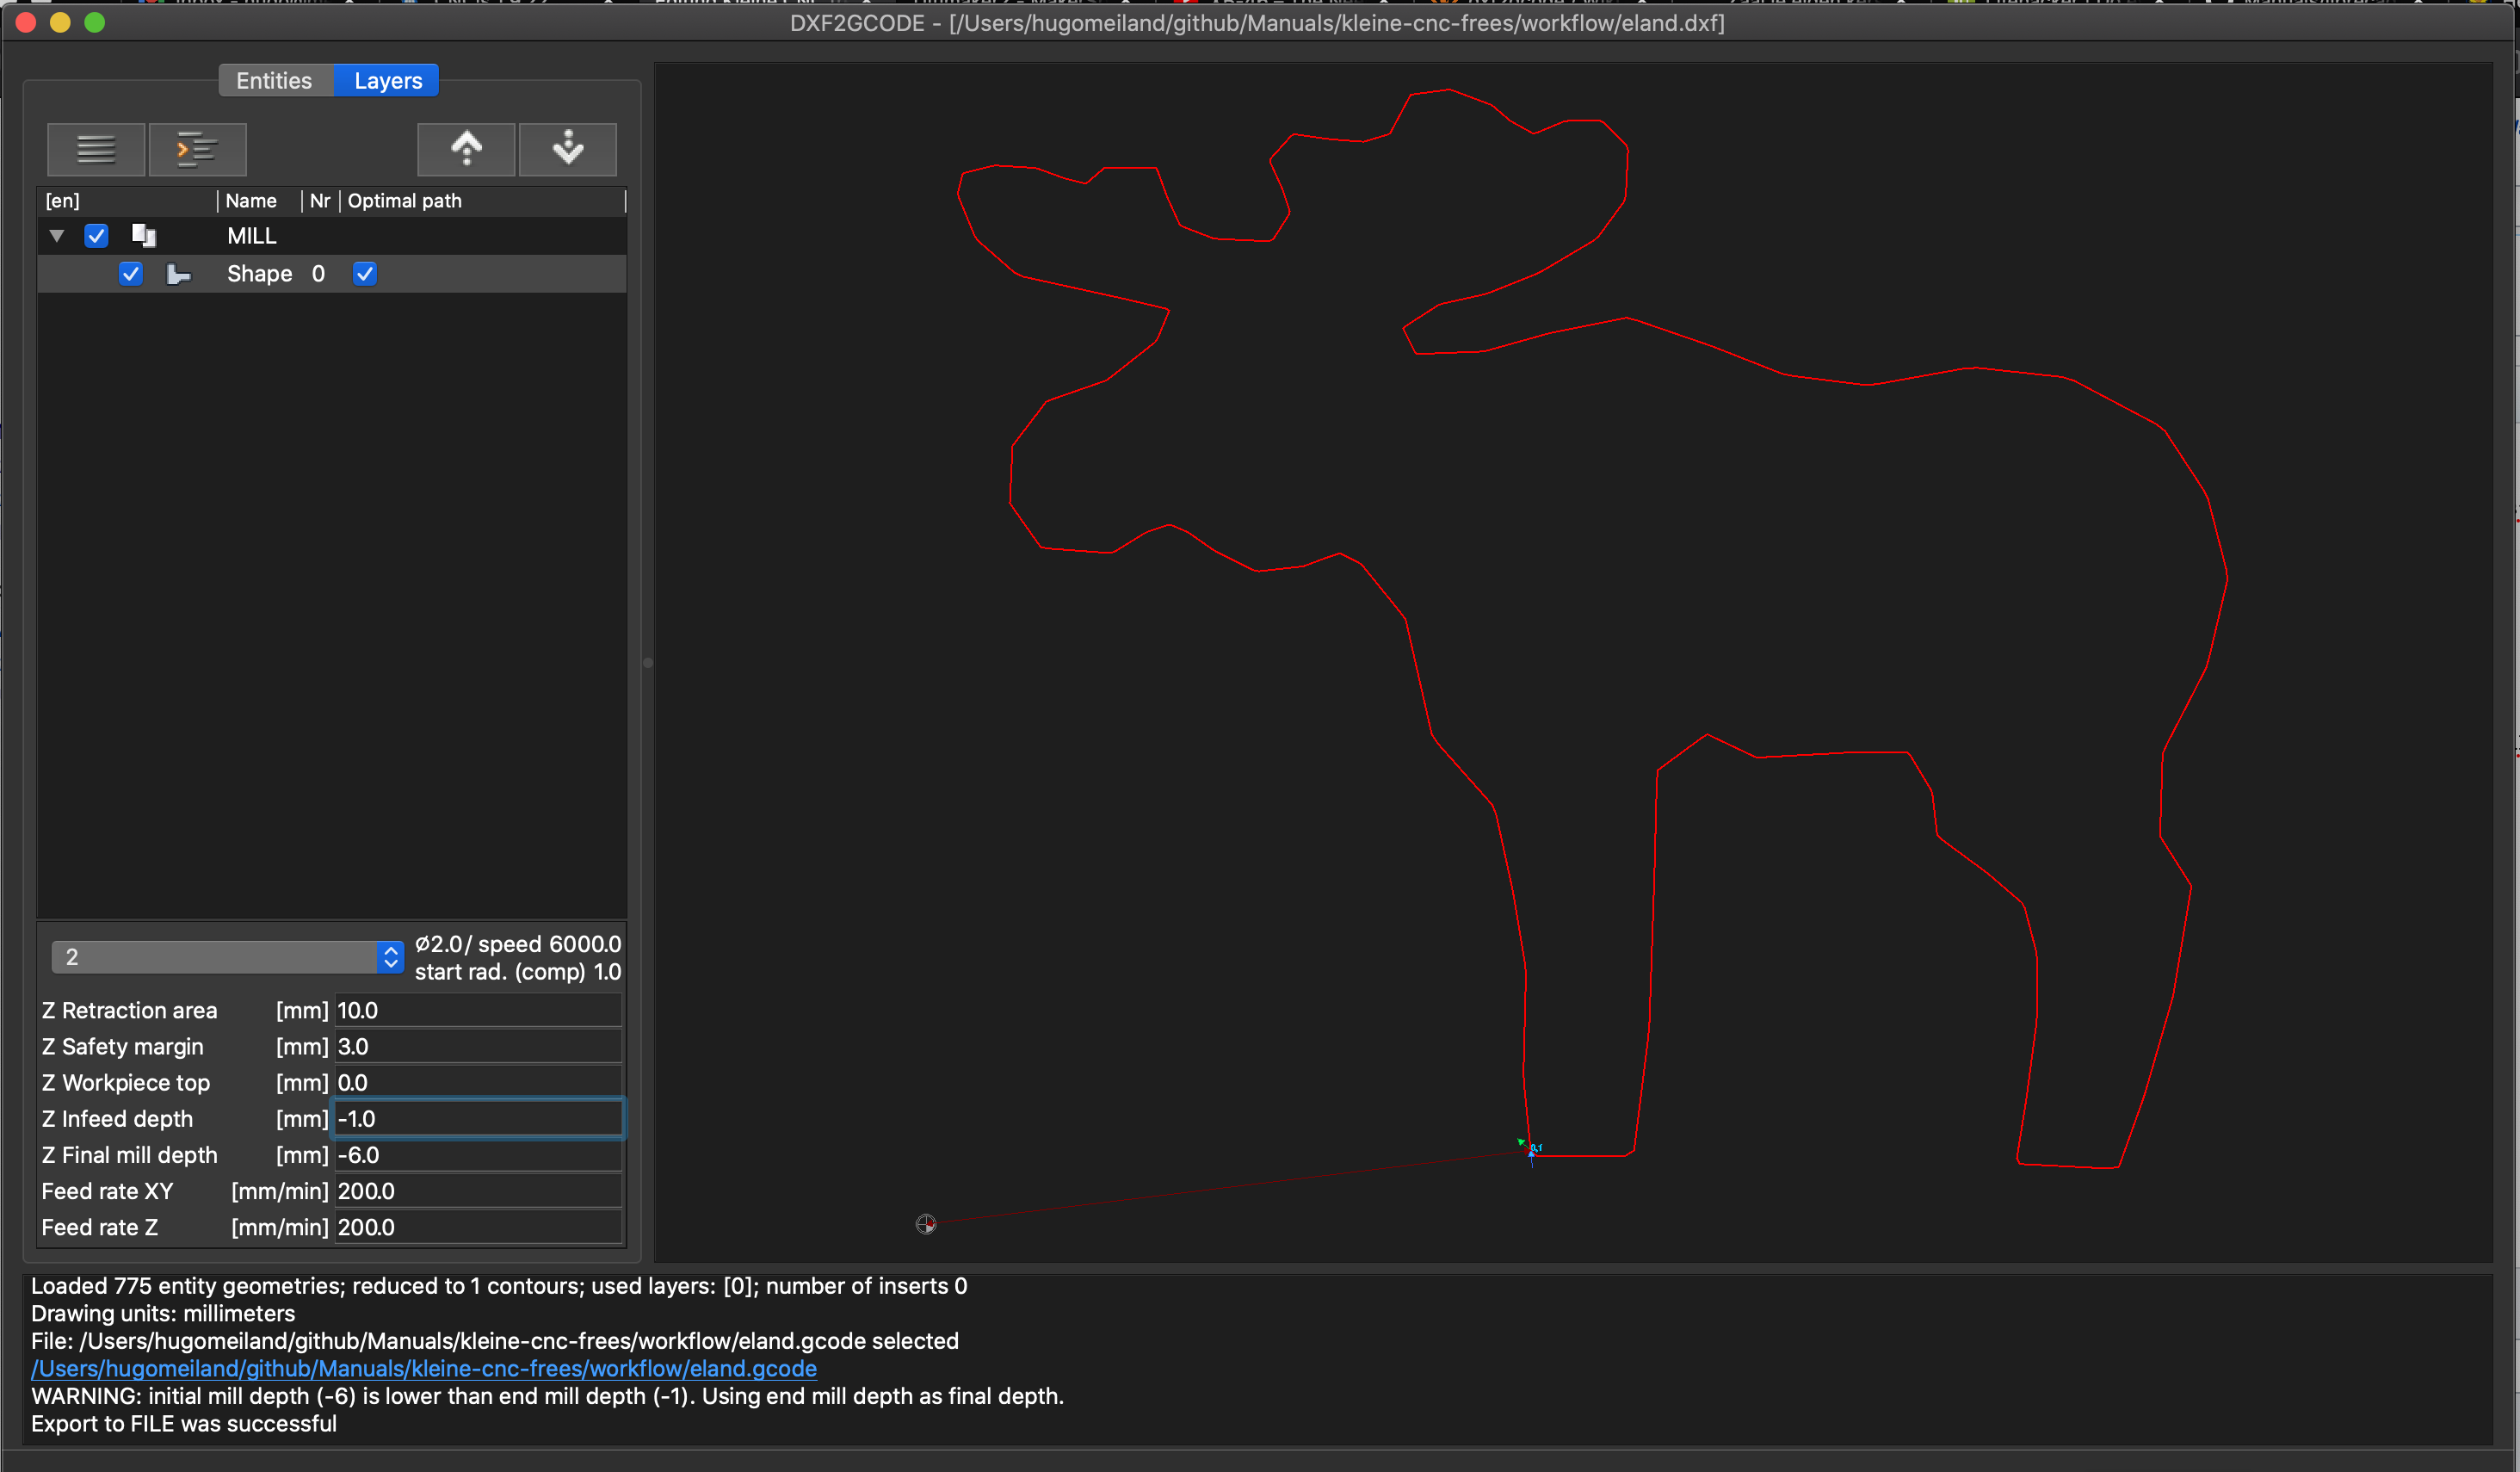 DXF2GCODE - [/Users/hugomeiland/github/Manuals/kleine-cnc-frees/workflow/eland.dxf]
Entities Layers
[en] Name Nr Optimal path
MILL
Shape 0
2
Ø2.0/ speed 6000.0
start rad. (comp) 1.0
Z Retraction area [mm] 10.0
Z Safety margin [mm] 3.0
Z Workpiece top [mm] 0.0
Z Infeed depth [mm] -1.0
Z Final mill depth [mm] -6.0
Feed rate XY [mm/min] 200.0
Feed rate Z [mm/min] 200.0
Loaded 775 entity geometries; reduced to 1 contours; used layers: [0]; number of inserts 0
Drawing units: millimeters
File: /Users/hugomeiland/github/Manuals/kleine-cnc-frees/workflow/eland.gcode selected
/Users/hugomeiland/github/Manuals/kleine-cnc-frees/workflow/eland.gcode
WARNING: initial mill depth (-6) is lower than end mill depth (-1). Using end mill depth as final depth.
Export to FILE was successful